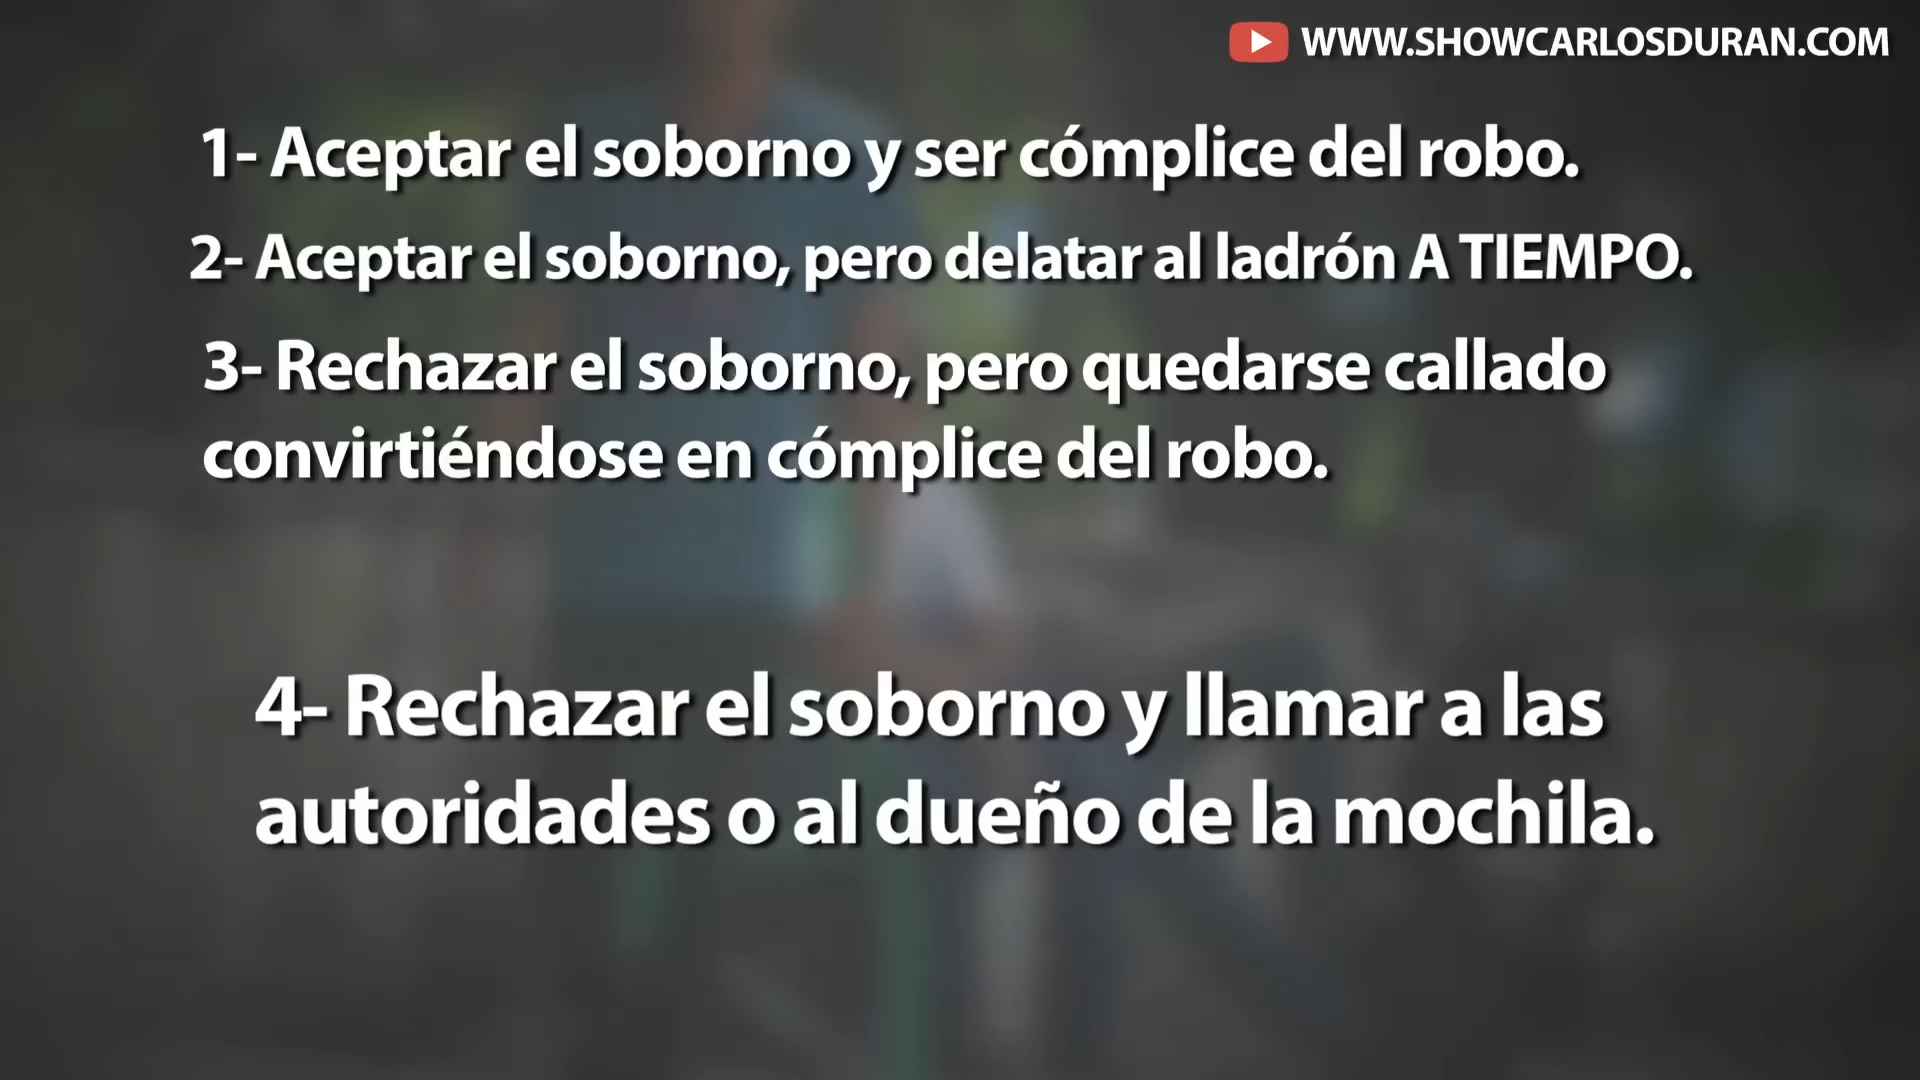 WWW.SHOWCARLOSDURAN.COM
1- Aceptar el soborno y ser cómplice del robo.
2- Aceptar el soborno, pero delatar al ladrón A TIEMPO.
3- Rechazar el soborno, pero quedarse callado
convirtiéndose en cómplice del robo.
4- Rechazar el soborno y llamar a las
autoridades o al dueño de la mochila.